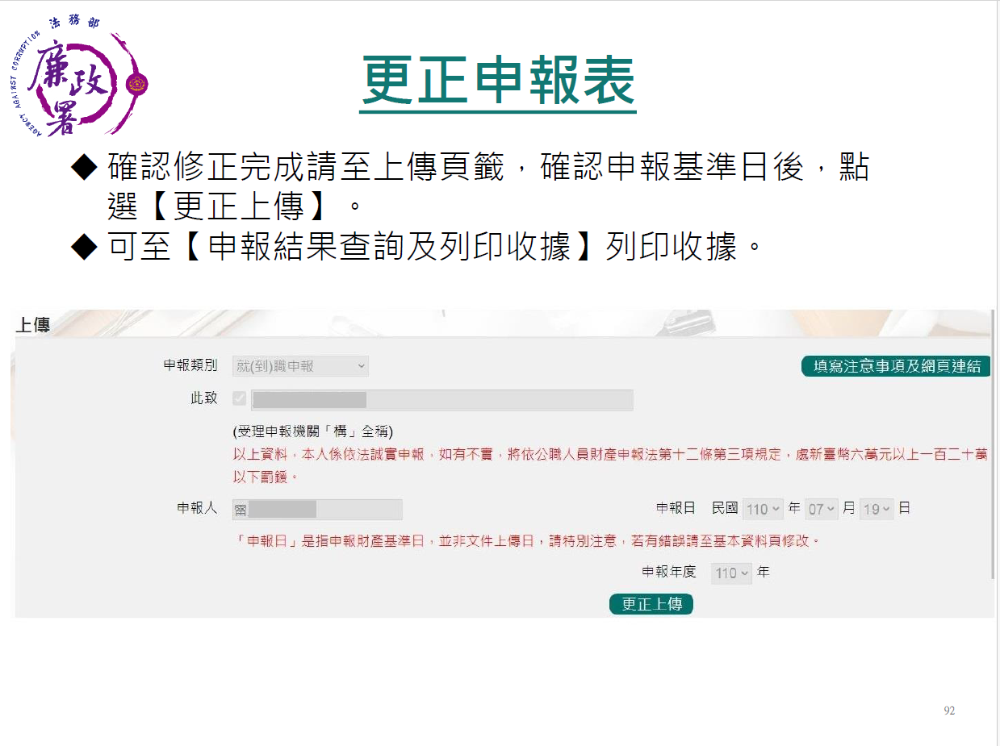 法務部
廉政署
AGENCY AGAINST CORRUPTION
更正申報表
◆ 確認修正完成請至上傳頁籤，確認申報基準日後，點
選【更正上傳】。
◆ 可至【申報結果查詢及列印收據】列印收據。
上傳
申報類別 就(到)職申報 填寫注意事項及網頁連結
此致
(受理申報機關「構」全稱)
以上資料，本人係依法誠實申報，如有不實，將依公職人員財產申報法第十二條第三項規定，處新臺幣六萬元以上一百二十萬
以下罰鍰。
申報人 申報日 民國 110 年 07 月 19 日
「申報日」是指申報財產基準日，並非文件上傳日，請特別注意，若有錯誤請至基本資料頁修改。
申報年度 110 年
更正上傳
92